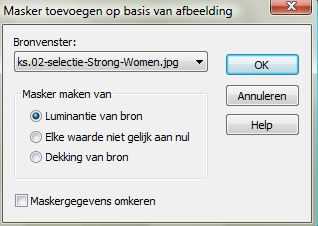 Masker toevoegen op basis van afbeelding
Bronvenster:
ks.02-selectie-Strong-Women.jpg
OK
Masker maken van
Annuleren
Luminantie van bron
Help
Elke waarde niet gelijk aan nul
Dekking van bron
Maskergegevens omkeren